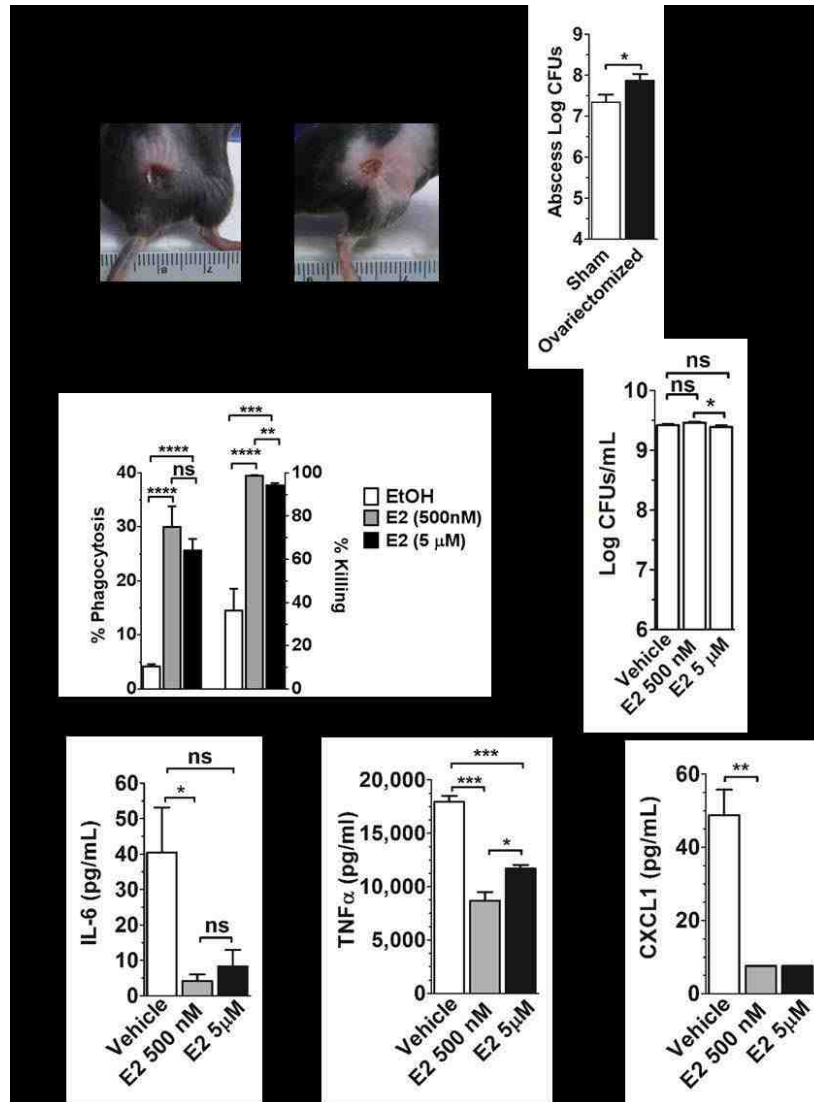 9
8
7
6
5
4
Abscess Log CFUs
*
Sham
Ovariectomized
ns
ns
*
10
9
8
7
6
Log CFUs/mL
Vehicle
E2 500 nM
E2 5 µM
***
**** **
****
ns
**** 
40
30
20
10
0
% Phagocytosis
100
80
60
40
20
0
% Killing
EtOH
E2 (500nM)
E2 (5 µM)
ns
*
ns
60
50
40
30
20
10
0
IL-6 (pg/mL)
Vehicle
E2 500 nM
E2 5µM
***
***
*
20,000
15,000
10,000
5,000
0
TNFα (pg/ml)
Vehicle
E2 500 nM
E2 5µM
**
60
40
20
0
CXCL1 (pg/mL)
Vehicle
E2 500 nM
E2 5µM